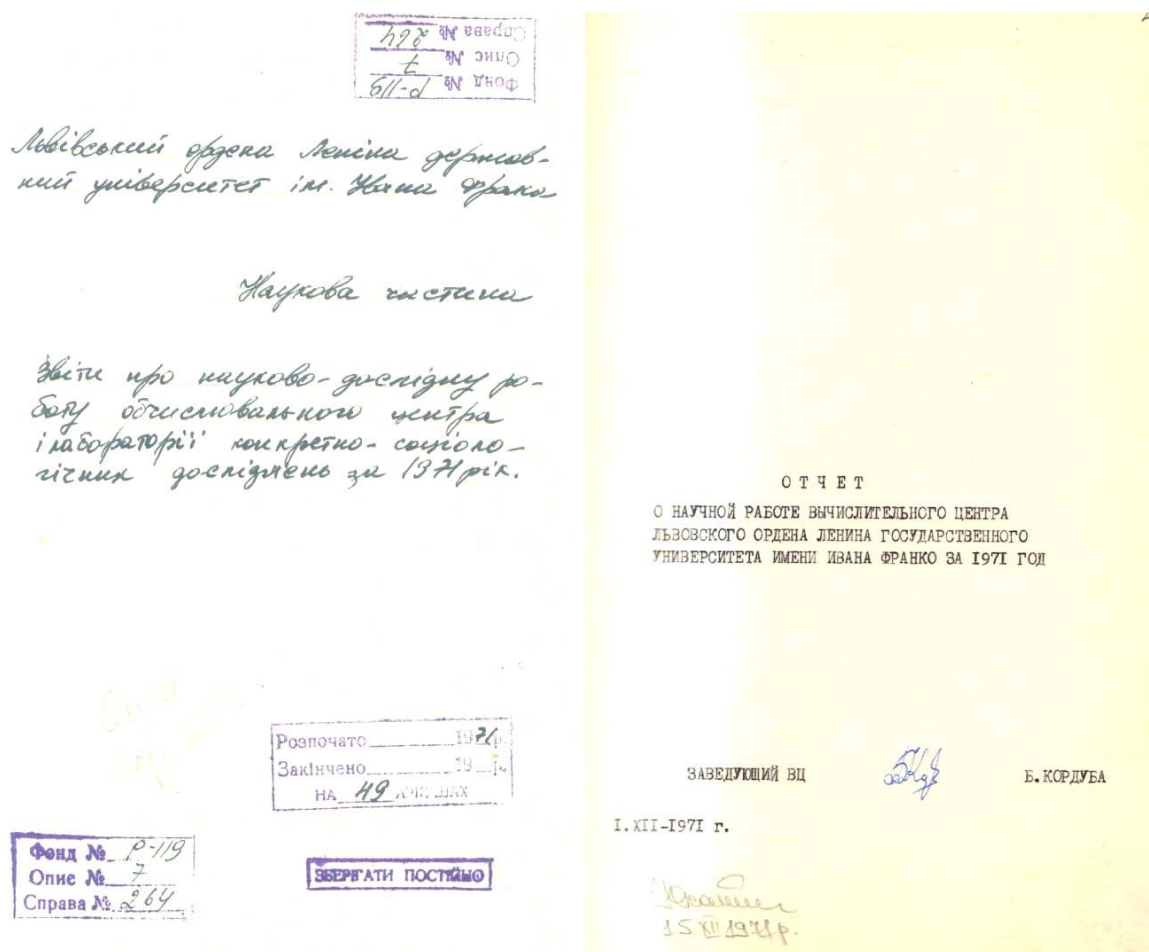 Фонд № Р-119
Опис № 7
Справа № 264
Львівський ордена Леніна держав-
ний університет ім. Івана Франка
Наукова частина
Звіти про науково-дослідну ро-
боту обчислювального центра
і лабораторії конкретно-соціоло-
гічних досліджень за 1971 рік.
Розпочато 1971р.
Закінчено 19 р.
НА 49 АРКУШАХ
Фонд № Р-119
Опис № 7
Справа № 264
ЗБЕРІГАТИ ПОСТІЙНО
ОТЧЕТ
О НАУЧНОЙ РАБОТЕ ВЫЧИСЛИТЕЛЬНОГО ЦЕНТРА
ЛЬВОВСКОГО ОРДЕНА ЛЕНИНА ГОСУДАРСТВЕННОГО
УНИВЕРСИТЕТА ИМЕНИ ИВАНА ФРАНКО ЗА 1971 ГОД
ЗАВЕДУЮЩИЙ ВЦ Б.КОРДУБА
I.XII-1971 г.
15 XII 1971р.